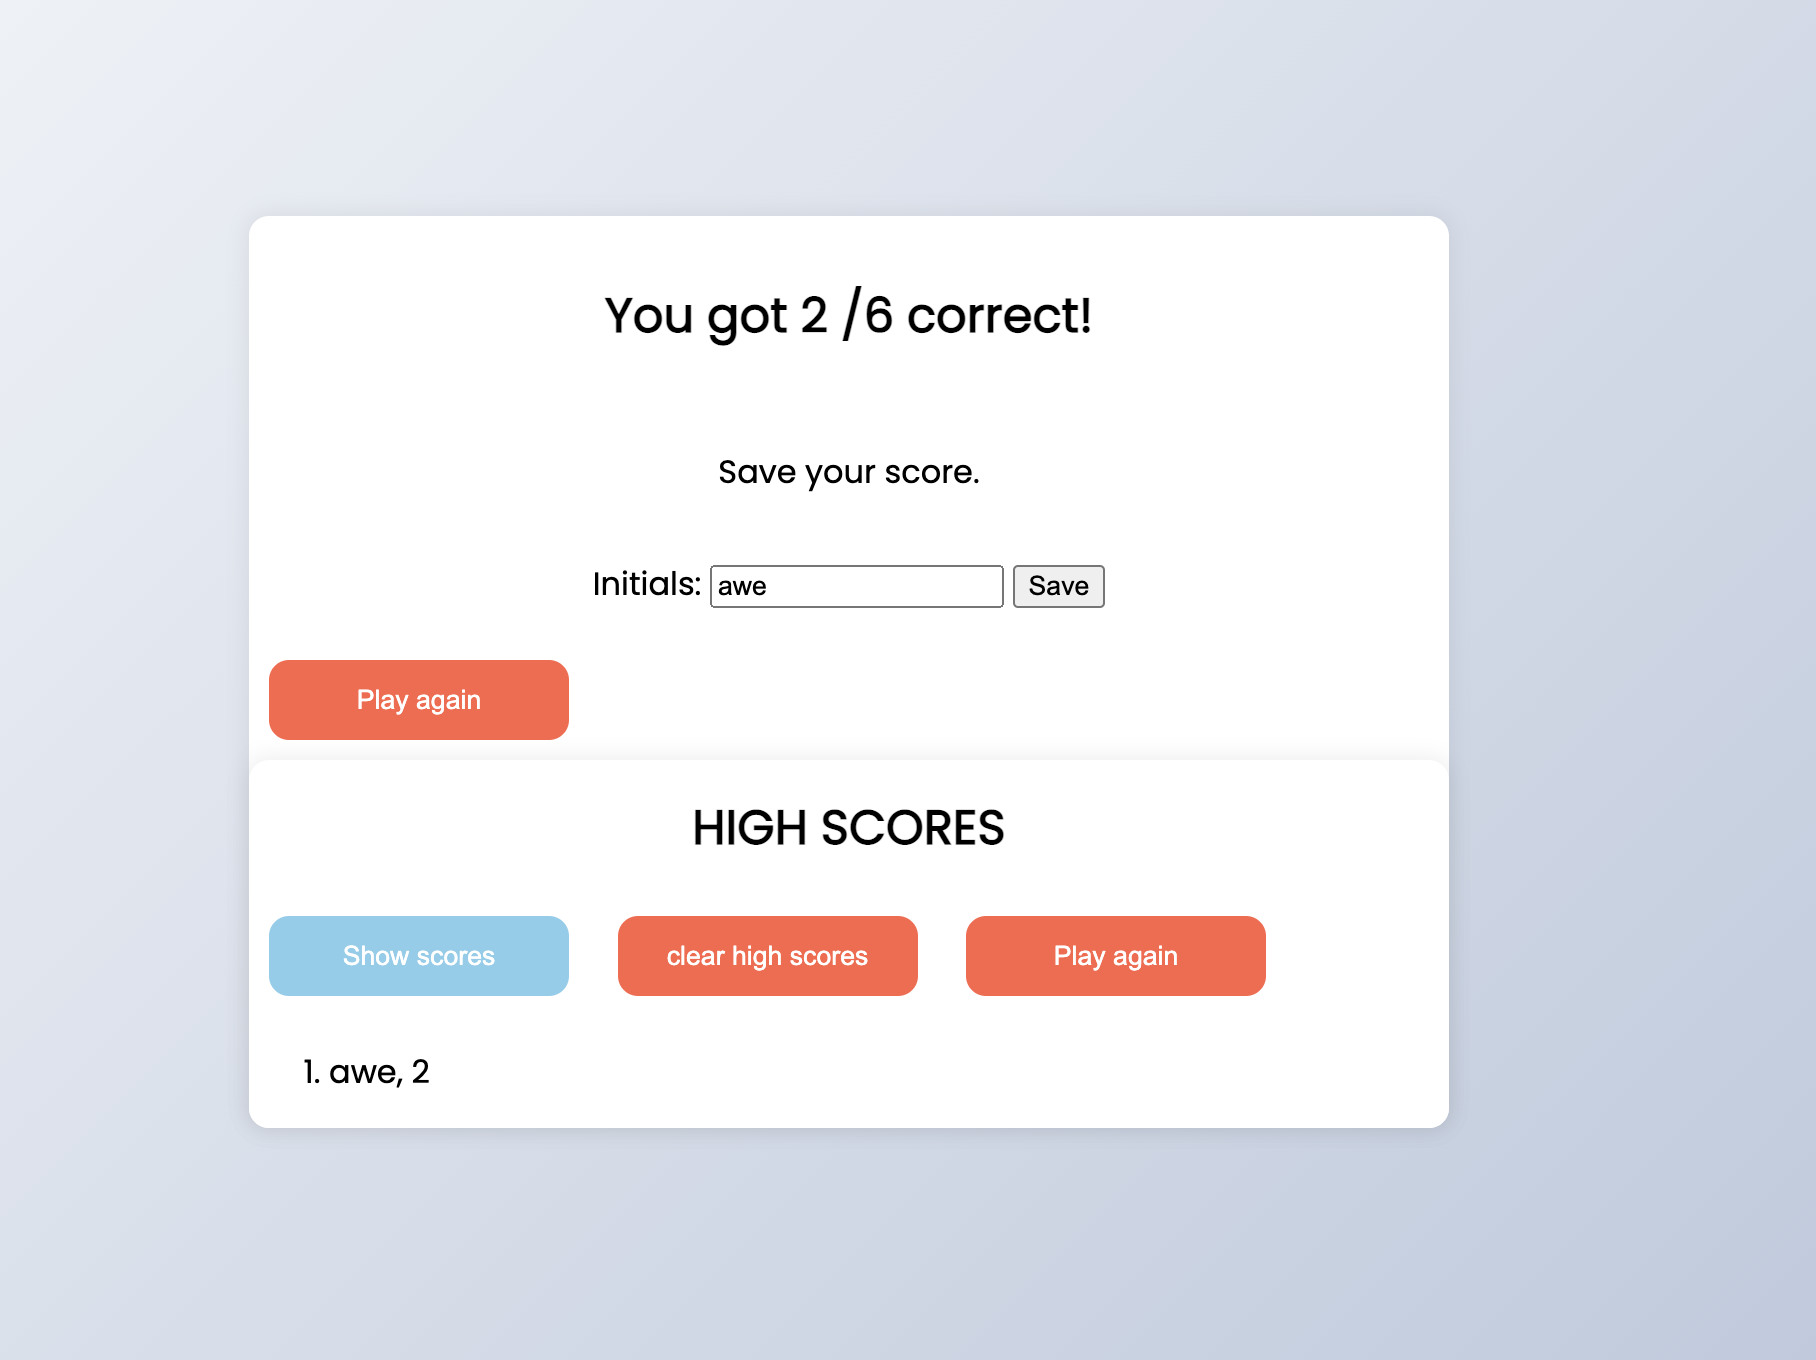 You got 2 /6 correct!
Save your score.
Initials: awe Save
Play again
HIGH SCORES
Show scores clear high scores Play again
1. awe, 2